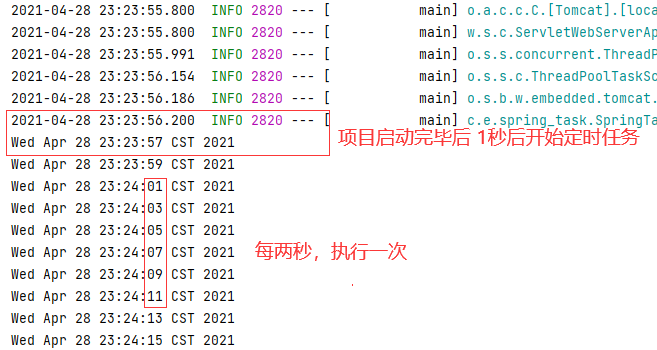 2021-04-28 23:23:55.800  INFO 2820 --- [           main] o.a.c.c.C.[Tomcat].[loca
2021-04-28 23:23:55.800  INFO 2820 --- [           main] w.s.c.ServletWebServerAp
2021-04-28 23:23:55.991  INFO 2820 --- [           main] o.s.s.concurrent.ThreadP
2021-04-28 23:23:56.154  INFO 2820 --- [           main] o.s.s.c.ThreadPoolTaskSc
2021-04-28 23:23:56.186  INFO 2820 --- [           main] o.s.b.w.embedded.tomcat.
2021-04-28 23:23:56.200  INFO 2820 --- [           main] c.e.spring_task.SpringTa
Wed Apr 28 23:23:57 CST 2021
项目启动完毕后 1秒后开始定时任务
Wed Apr 28 23:23:59 CST 2021
Wed Apr 28 23:24:01 CST 2021
Wed Apr 28 23:24:03 CST 2021
Wed Apr 28 23:24:05 CST 2021
Wed Apr 28 23:24:07 CST 2021
每两秒，执行一次
Wed Apr 28 23:24:09 CST 2021
Wed Apr 28 23:24:11 CST 2021
Wed Apr 28 23:24:13 CST 2021
Wed Apr 28 23:24:15 CST 2021